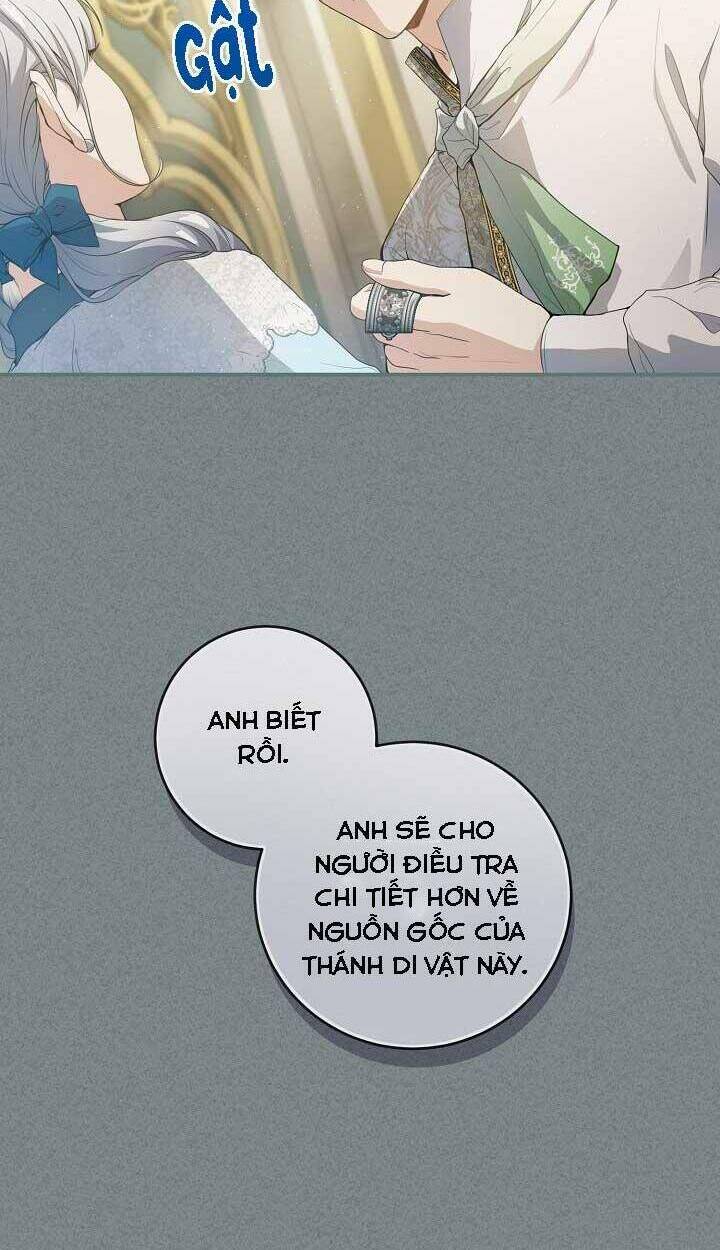 Gật
ANH BIẾT
RỒI.
ANH SẼ CHO
NGƯỜI ĐIỀU TRA
CHI TIẾT HƠN VỀ
NGUỒN GỐC CỦA
THÁNH DI VẬT NÀY.